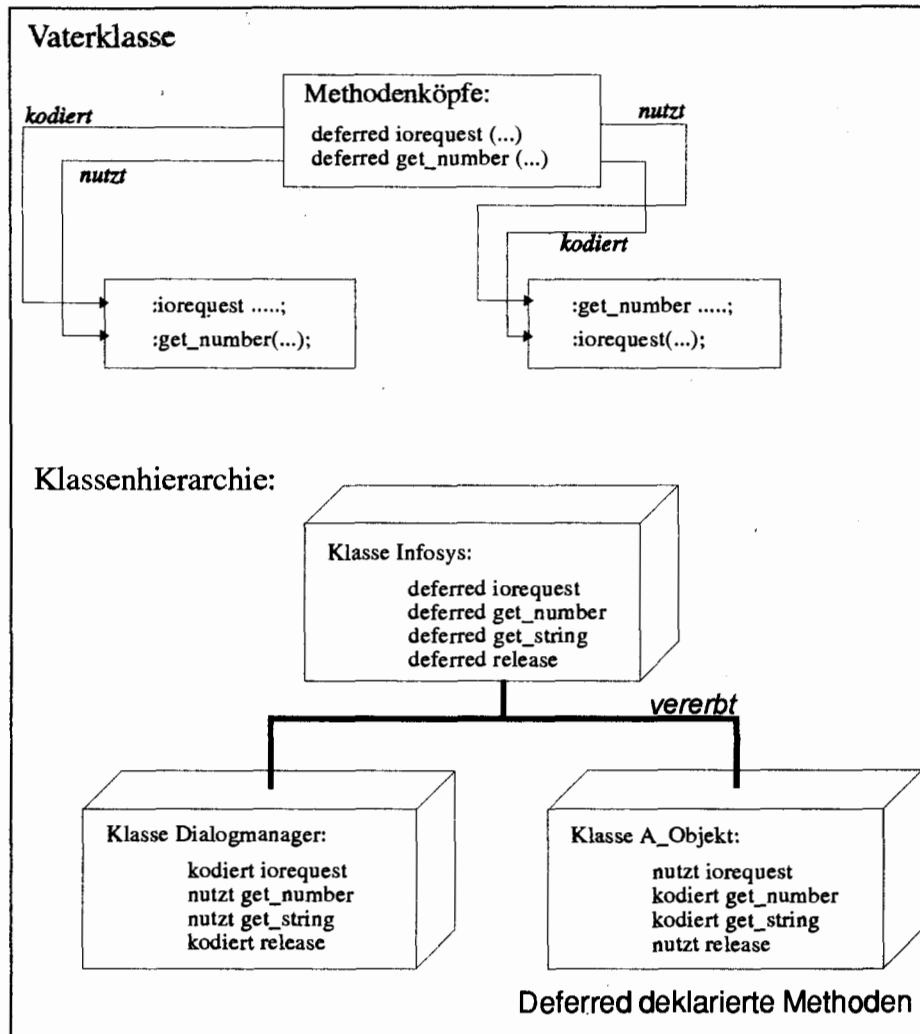 Vaterklasse
Methodenköpfe:
kodiert
nutzt
deferred iorequest (...)
deferred get_number (...)
nutzt
kodiert
:iorequest .....;
:get_number(...);
:get_number .....;
:iorequest(...);
Klassenhierarchie:
Klasse Infosys:
deferred iorequest
deferred get_number
deferred get_string
deferred release
vererbt
Klasse Dialogmanager:
kodiert iorequest
nutzt get_number
nutzt get_string
kodiert release
Klasse A_Objekt:
nutzt iorequest
kodiert get_number
kodiert get_string
nutzt release
Deferred deklarierte Methoden